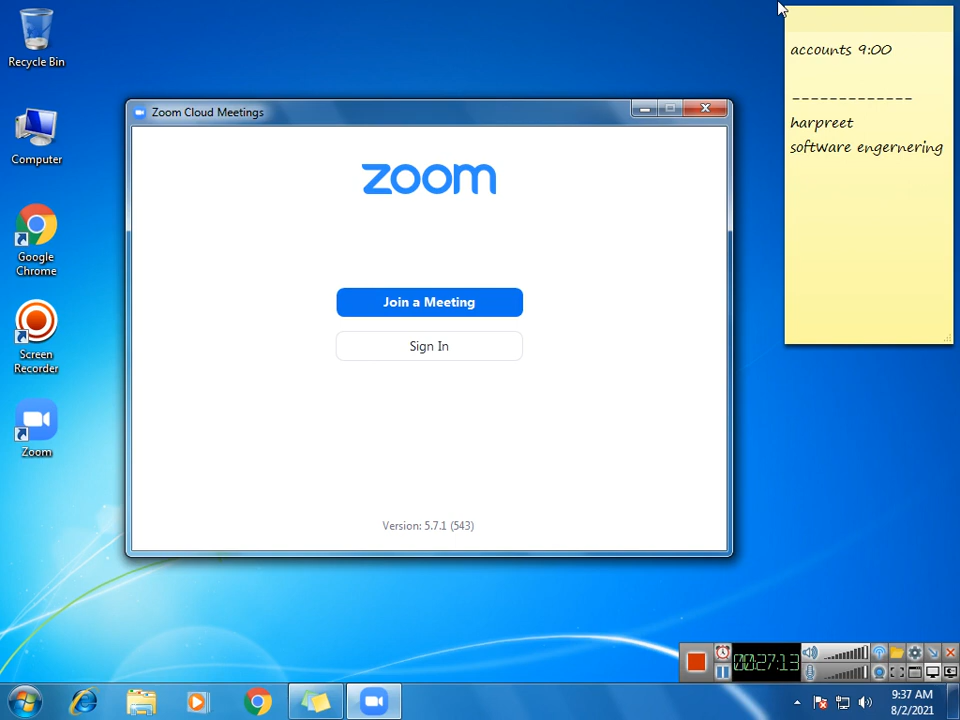 Recycle Bin
Computer
Google
Chrome
Screen
Recorder
Zoom
Zoom Cloud Meetings
zoom
Join a Meeting
Sign In
Version: 5.7.1 (543)
accounts 9:00
-------------
harpreet
software engernering
00:27:13
9:37 AM
8/2/2021